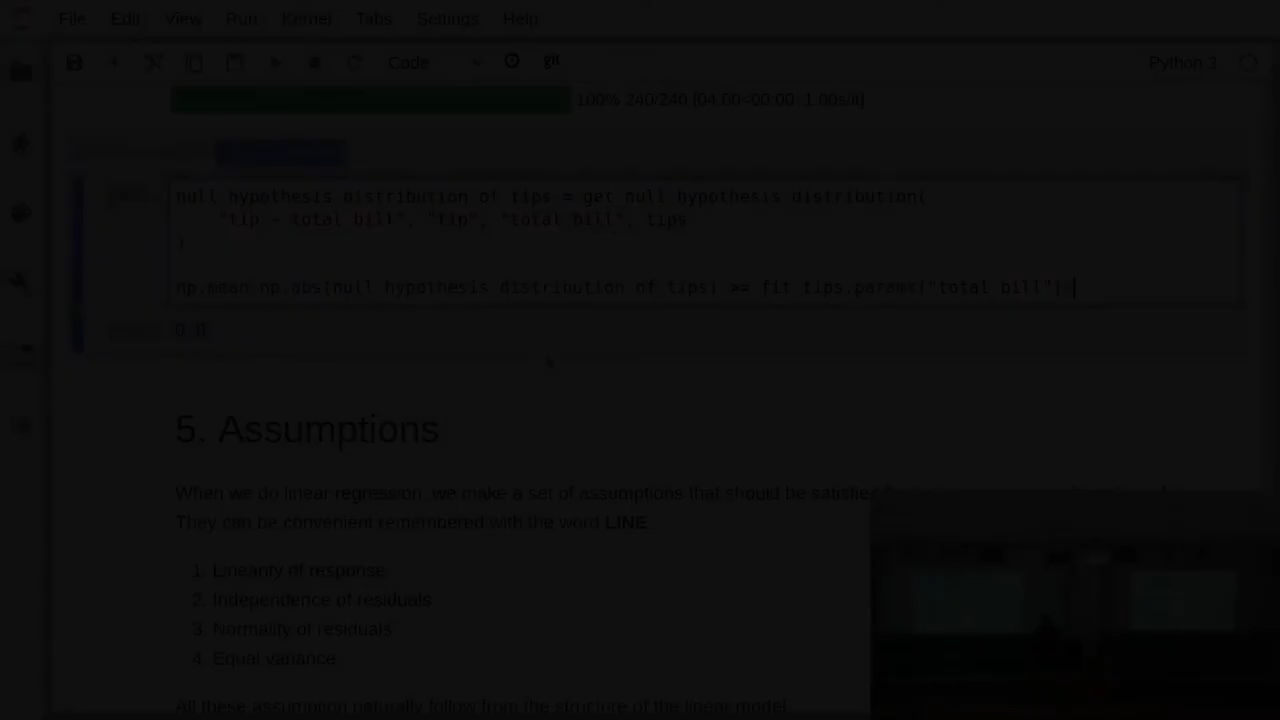 File Edit View Run Kernel Tabs Settings Help
Code git Python 3
100% 240/240 [04:00<00:00, 1.00s/it]
null_hypothesis_distribution_of_tips = get_null_hypothesis_distribution(
"tip ~ total_bill", "tip", "total_bill", tips
)
np.mean(np.abs(null_hypothesis_distribution_of_tips) >= fit_tips.params["total_bill"])
0.0
5. Assumptions
When we do linear regression, we make a set of assumptions that should be satisfied
They can be convenient remembered with the word LINE
1. Linearity of response
2. Independence of residuals
3. Normality of residuals
4. Equal variance
All these assumption naturally follow from the structure of the linear model